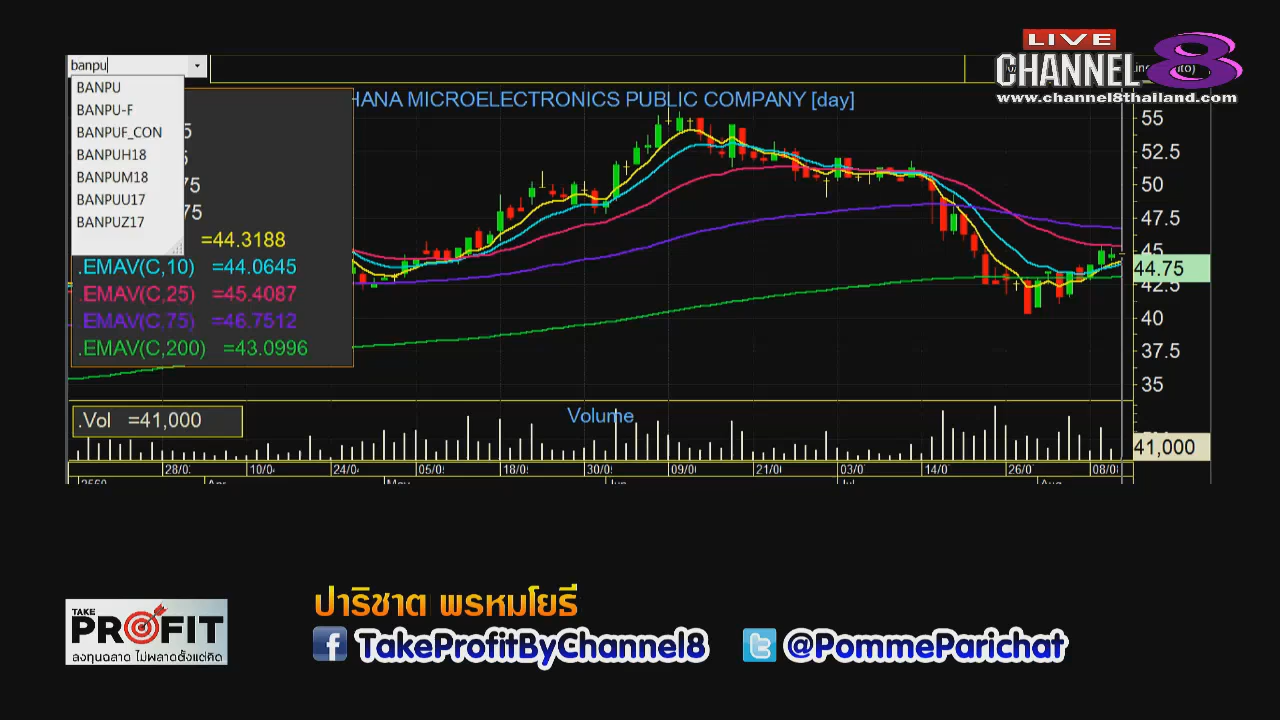 LIVE
CHANNEL 8
www.channel8thailand.com
banpu
BANPU
BANPU-F
BANPUF_CON
BANPUH18
BANPUM18
BANPUU17
BANPUZ17
HANA MICROELECTRONICS PUBLIC COMPANY [day]
=44.3188
.EMAV(C,10) =44.0645
.EMAV(C,25) =45.4087
.EMAV(C,75) =46.7512
.EMAV(C,200) =43.0996
55
52.5
50
47.5
45
44.75
42.5
40
37.5
35
.Vol =41,000
Volume
41,000
28/0 10/0 24/0 05/0 18/0 30/0 09/0 21/0 03/0 14/0 26/0 08/0
2560 Apr May Jun Jul Aug
TAKE
PROFIT
ลงทุนฉลาด ไม่พลาดตั้งแต่คิด
ปาริชาต พรหมโยธี
TakeProfitByChannel8
@PommeParichat